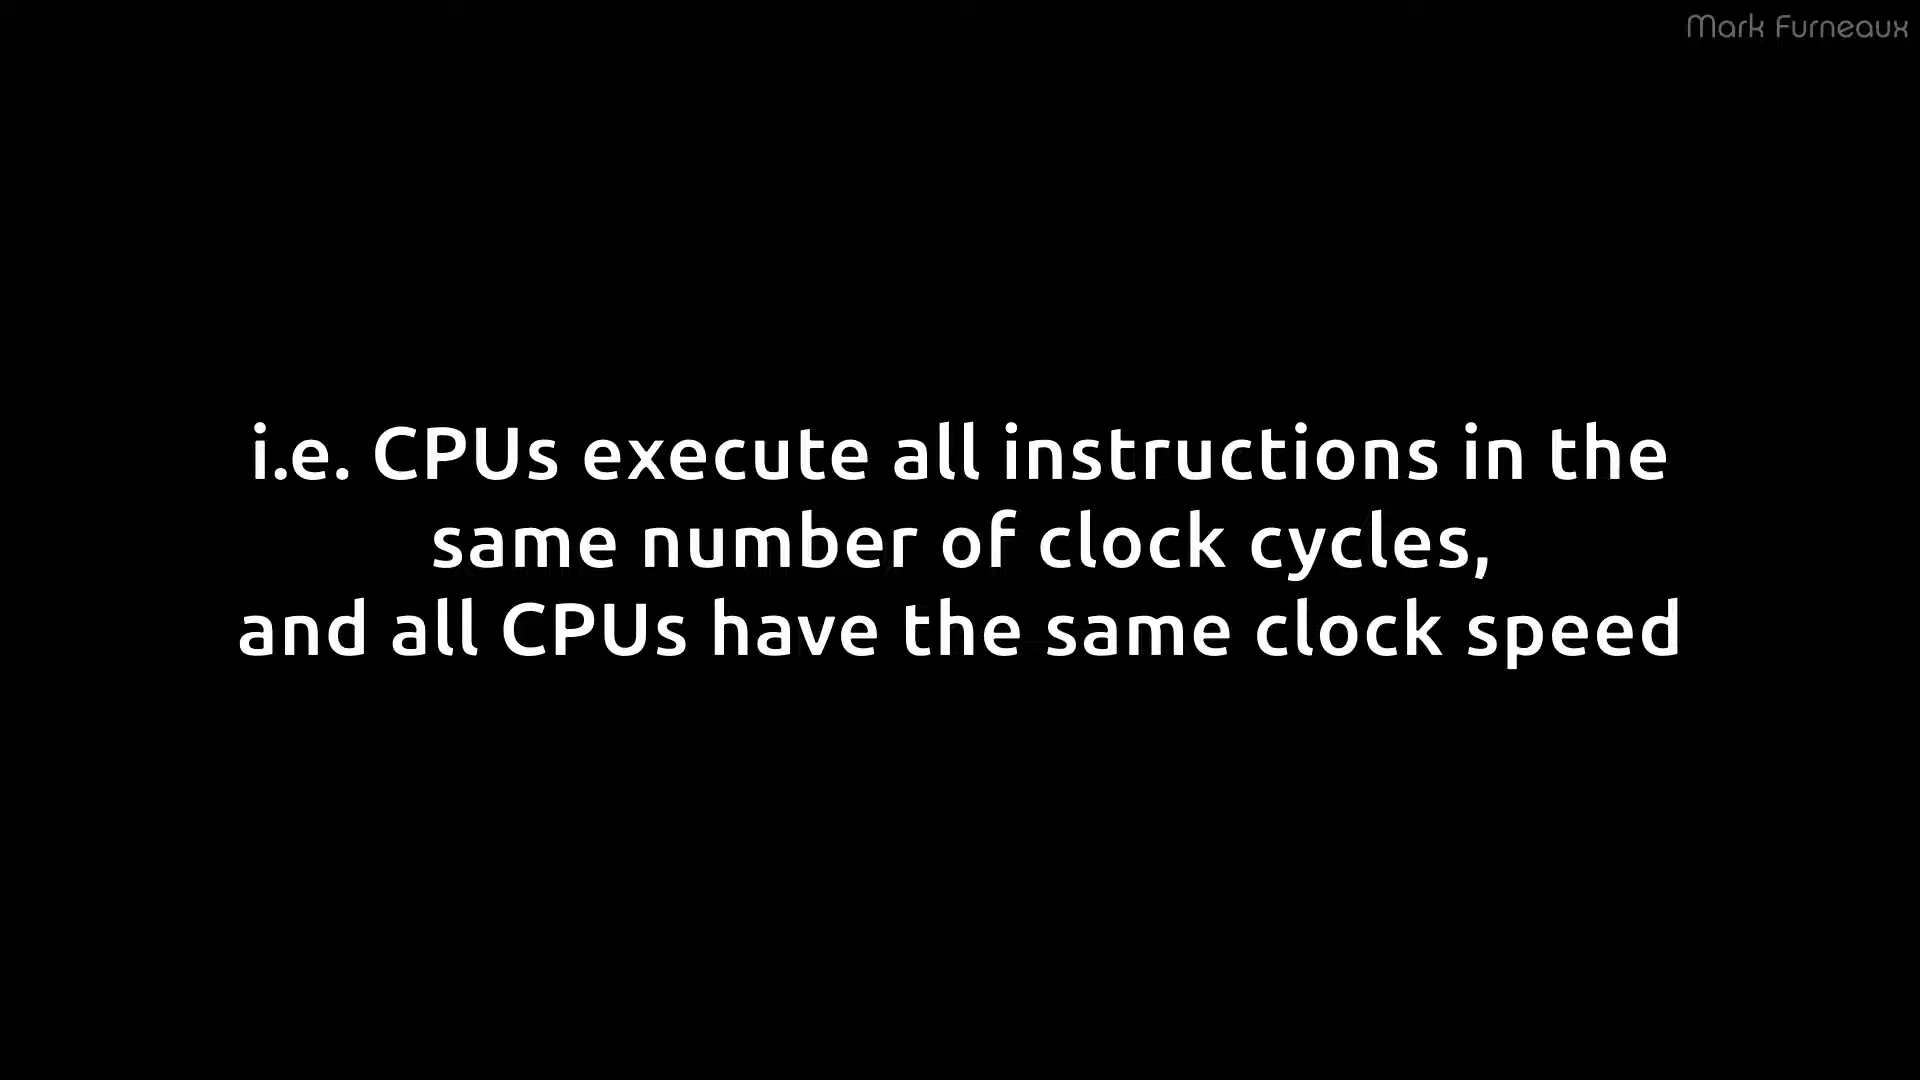 Mark Furneaux
i.e. CPUs execute all instructions in the
same number of clock cycles,
and all CPUs have the same clock speed